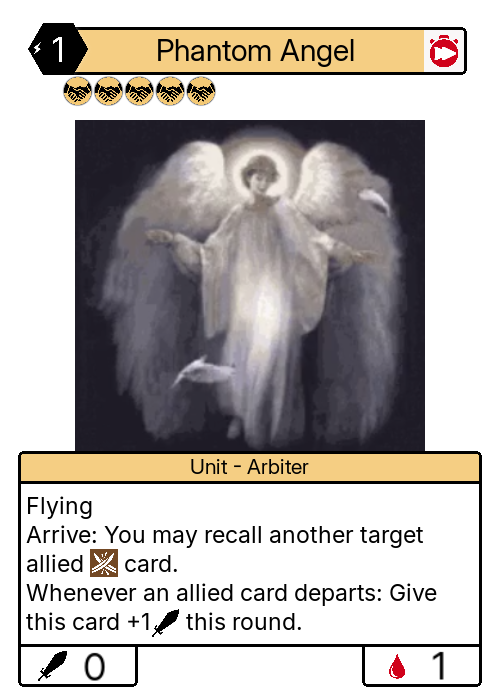 1
Phantom Angel
Unit - Arbiter
Flying
Arrive: You may recall another target
allied card.
Whenever an allied card departs: Give
this card +1 this round.
0
1